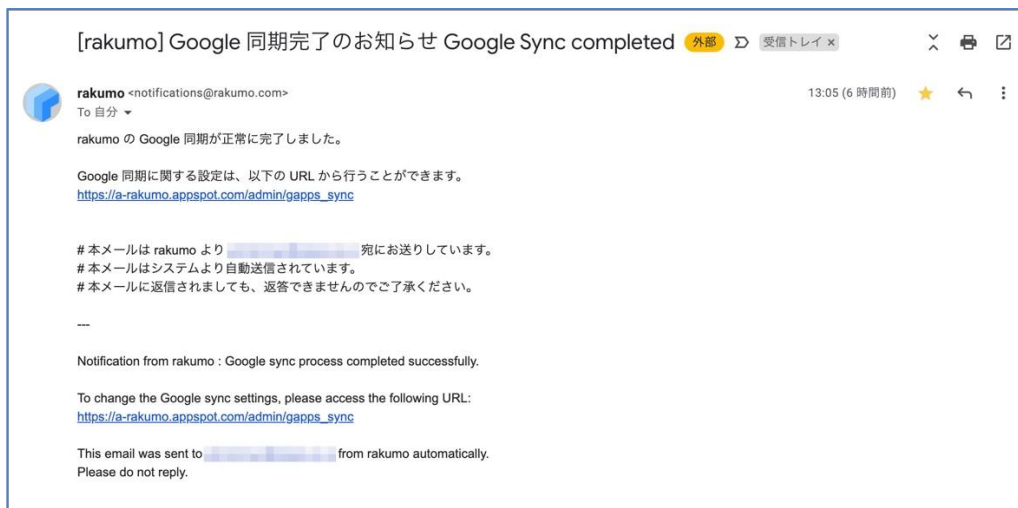 [rakumo] Google 同期完了のお知らせ Google Sync completed 外部 受信トレイ ×
rakumo <notifications@rakumo.com> 13:05 (6 時間前)
To 自分
rakumo の Google 同期が正常に完了しました。
Google 同期に関する設定は、以下の URL から行うことができます。
https://a-rakumo.appspot.com/admin/gapps_sync
# 本メールは rakumo より 宛にお送りしています。
# 本メールはシステムより自動送信されています。
# 本メールに返信されましても、返答できませんのでご了承ください。
---
Notification from rakumo : Google sync process completed successfully.
To change the Google sync settings, please access the following URL:
https://a-rakumo.appspot.com/admin/gapps_sync
This email was sent to from rakumo automatically.
Please do not reply.